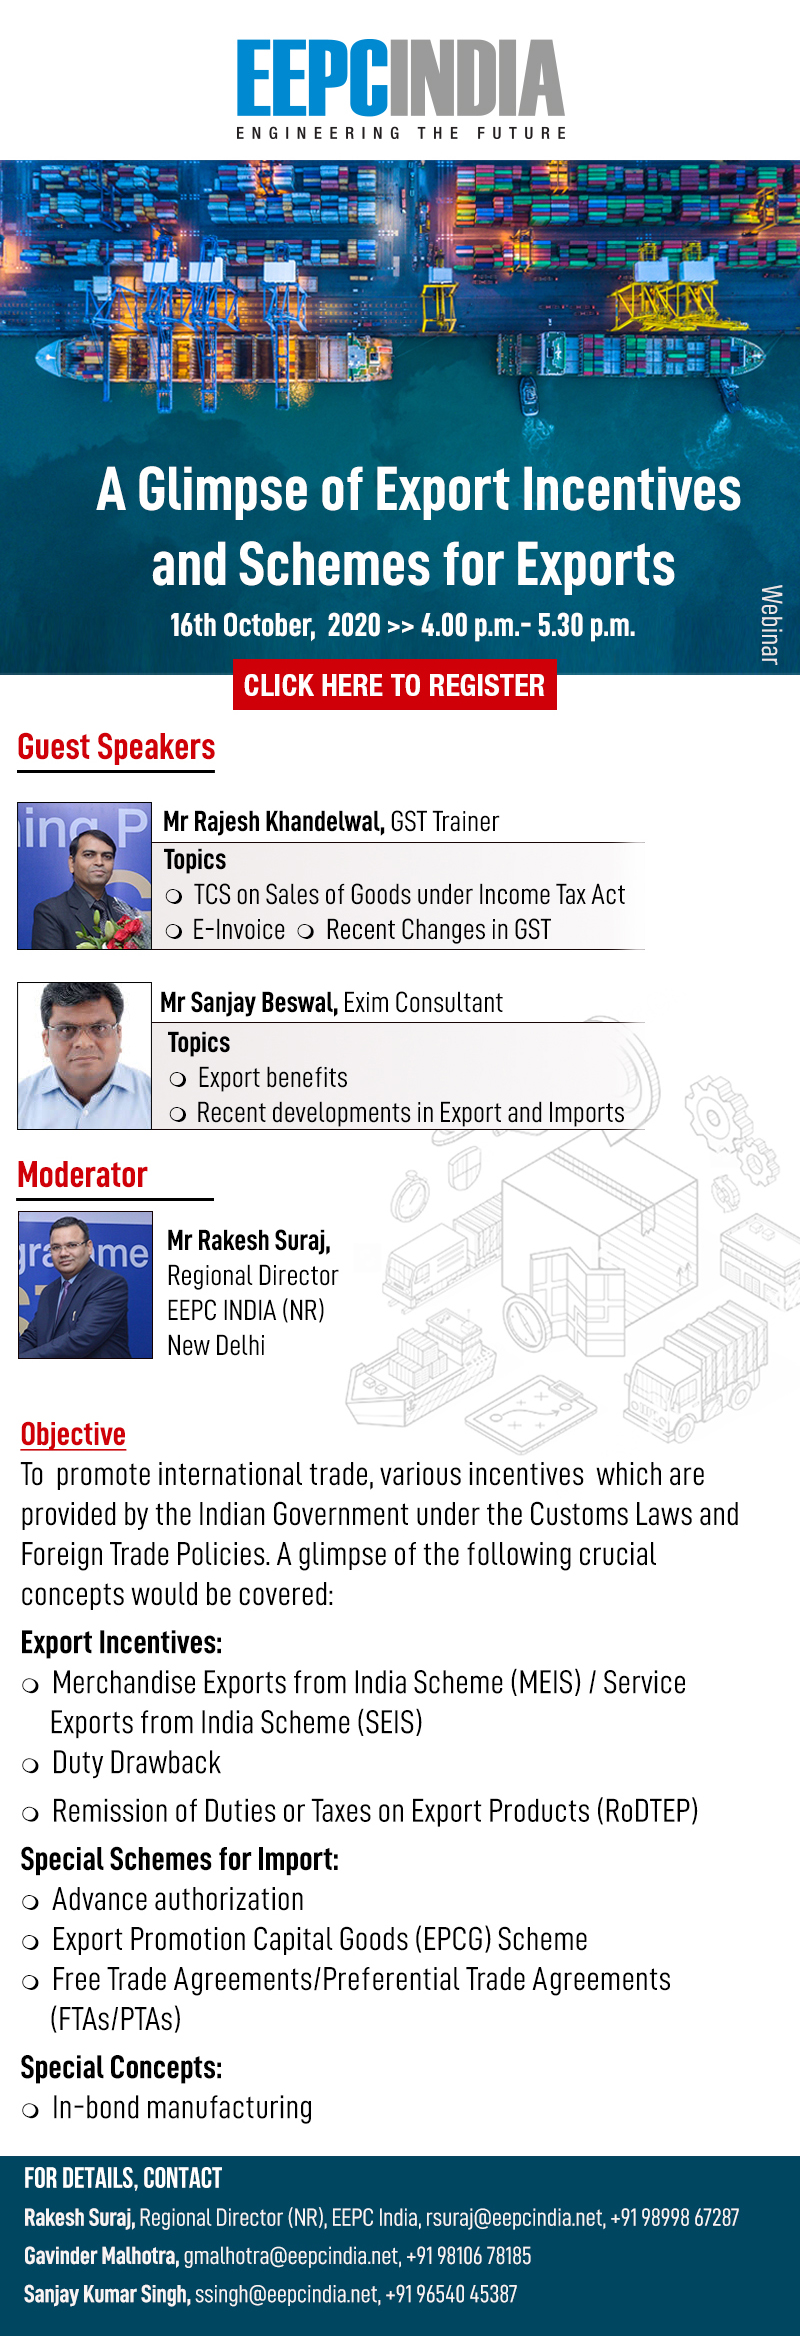 EEPCINDIA
ENGINEERING THE FUTURE
A Glimpse of Export Incentives
and Schemes for Exports
16th October, 2020 >> 4.00 p.m.- 5.30 p.m.
Webinar
CLICK HERE TO REGISTER
Guest Speakers
ning P
Mr Rajesh Khandelwal, GST Trainer
Topics
❍ TCS on Sales of Goods under Income Tax Act
❍ E-Invoice ❍ Recent Changes in GST
Mr Sanjay Beswal, Exim Consultant
Topics
❍ Export benefits
❍ Recent developments in Export and Imports
Moderator
gramme
Mr Rakesh Suraj,
Regional Director
EEPC INDIA (NR)
New Delhi
Objective
To promote international trade, various incentives which are
provided by the Indian Government under the Customs Laws and
Foreign Trade Policies. A glimpse of the following crucial
concepts would be covered:
Export Incentives:
❍ Merchandise Exports from India Scheme (MEIS) / Service
Exports from India Scheme (SEIS)
❍ Duty Drawback
❍ Remission of Duties or Taxes on Export Products (RoDTEP)
Special Schemes for Import:
❍ Advance authorization
❍ Export Promotion Capital Goods (EPCG) Scheme
❍ Free Trade Agreements/Preferential Trade Agreements
(FTAs/PTAs)
Special Concepts:
❍ In-bond manufacturing
FOR DETAILS, CONTACT
Rakesh Suraj, Regional Director (NR), EEPC India, rsuraj@eepcindia.net, +91 98998 67287
Gavinder Malhotra, gmalhotra@eepcindia.net, +91 98106 78185
Sanjay Kumar Singh, ssingh@eepcindia.net, +91 96540 45387